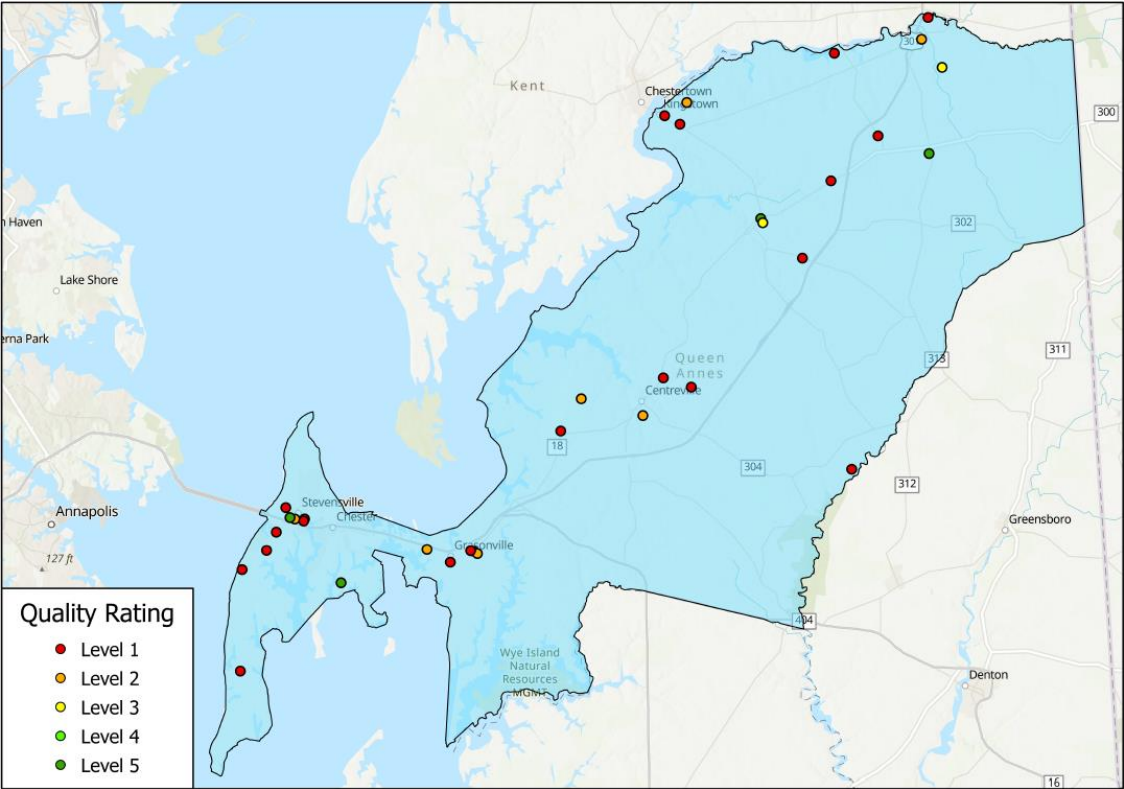 30
Kent
Chestertown
Kingstown
300
n Haven
302
Lake Shore
erna Park
311
313
Queen
Annes
Centreville
18
304
312
Stevensville
Chester
Annapolis
Greensboro
127 ft
Grasonville
Quality Rating
Level 1
Level 2
Level 3
Level 4
Level 5
404
Wye Island
Natural
Resources
MGMT
Denton
16